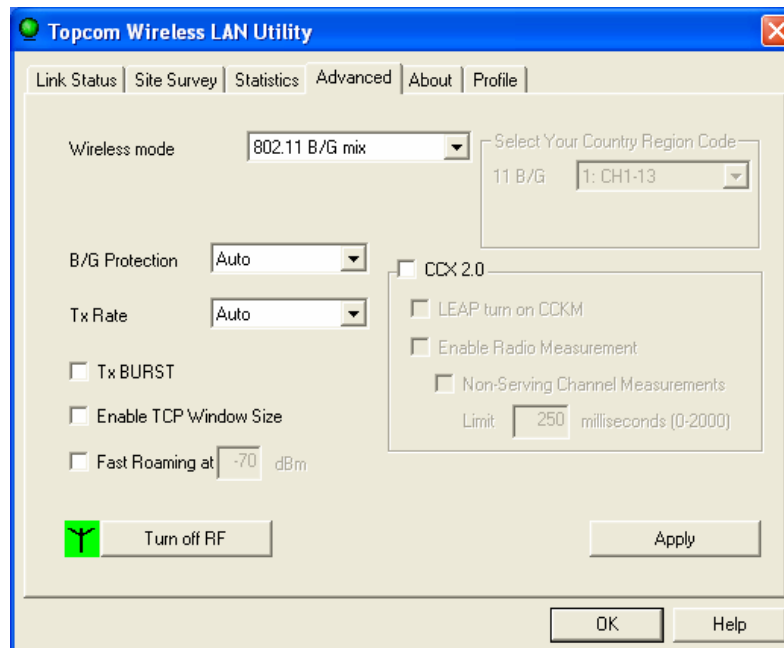 Topcom Wireless LAN Utility
Link Status Site Survey Statistics Advanced About Profile
Wireless mode 802.11 B/G mix
Select Your Country Region Code
11 B/G 1: CH1-13
B/G Protection Auto
CCX 2.0
Tx Rate Auto
LEAP turn on CCKM
Enable Radio Measurement
Tx BURST
Non-Serving Channel Measurements
Enable TCP Window Size
Limit 250 milliseconds (0-2000)
Fast Roaming at -70 dBm
Turn off RF
Apply
OK Help